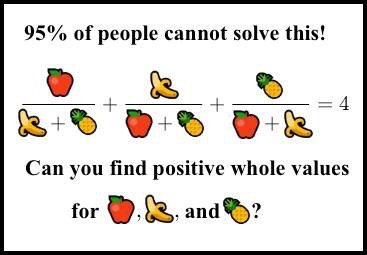 95% of people cannot solve this!
🍎/(🍌 + 🍍) + 🍌/(🍎 + 🍍) + 🍍/(🍎 + 🍌) = 4
Can you find positive whole values
for 🍎, 🍌, and 🍍?